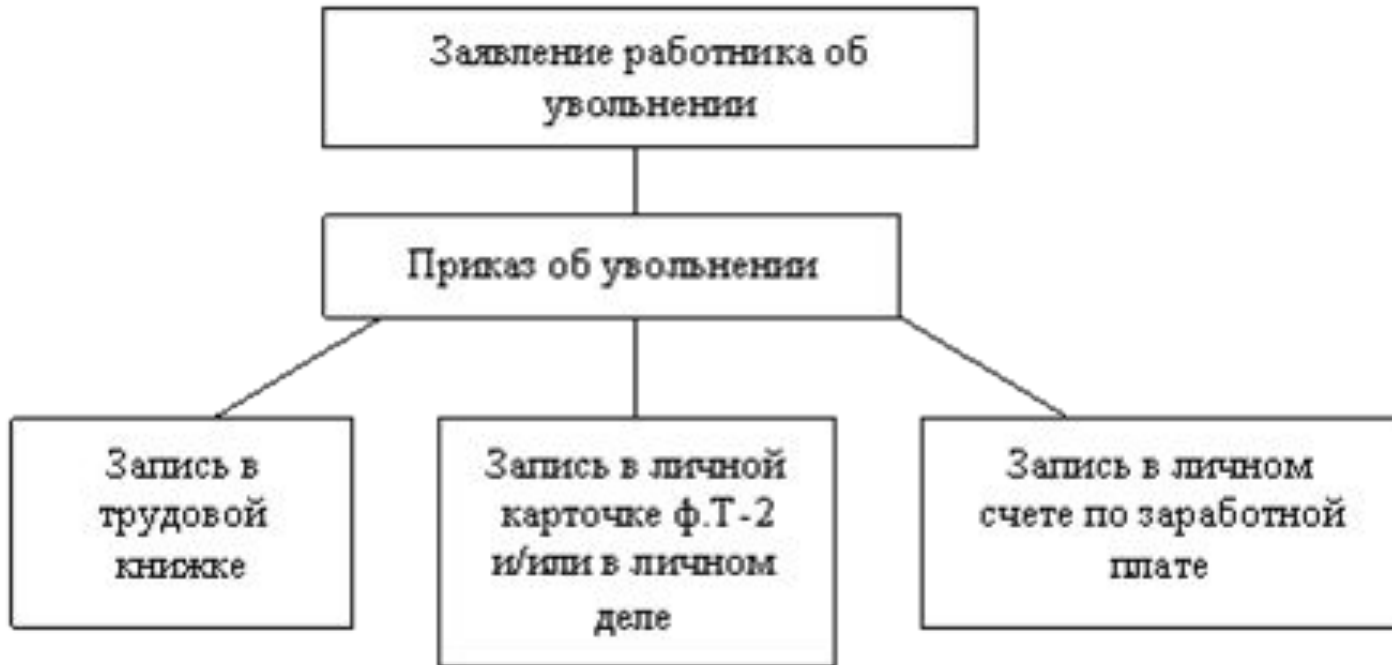 Заявление работника об
увольнении
Приказ об увольнении
Запись в
трудовой
книжке
Запись в личной
карточке ф.Т-2
и/или в личном
деле
Запись в личном
счете по заработной
плате